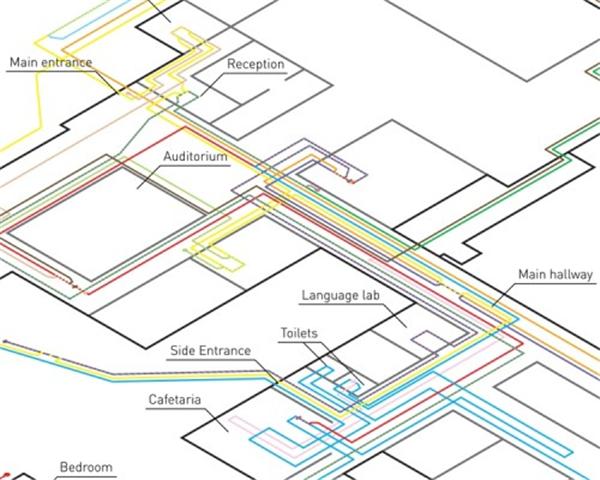 Main entrance
Reception
Auditorium
Main hallway
Language lab
Toilets
Side Entrance
Cafetaria
Bedroom